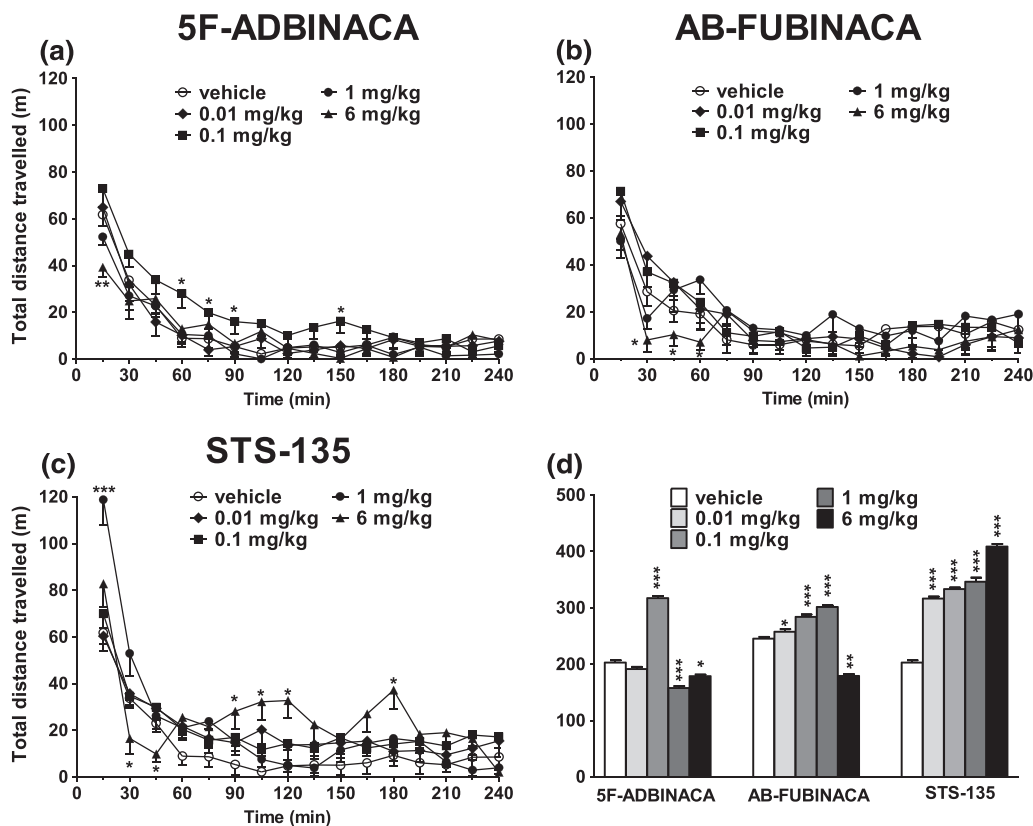 5F-ADBINACA
(a)
vehicle
0.01 mg/kg
0.1 mg/kg
1 mg/kg
6 mg/kg
Total distance travelled (m)
120
100
80
60
40
20
0
**
*
*
*
*
0 30 60 90 120 150 180 210 240
Time (min)
AB-FUBINACA
(b)
vehicle
0.01 mg/kg
0.1 mg/kg
1 mg/kg
6 mg/kg
120
100
80
60
40
20
0
*
*
*
0 30 60 90 120 150 180 210 240
Time (min)
STS-135
(c)
vehicle
0.01 mg/kg
0.1 mg/kg
1 mg/kg
6 mg/kg
Total distance travelled (m)
120
100
80
60
40
20
0
***
*
*
*
*
*
*
0 30 60 90 120 150 180 210 240
Time (min)
(d)
vehicle
0.01 mg/kg
0.1 mg/kg
1 mg/kg
6 mg/kg
500
400
300
200
100
0
***
***
*
*
***
***
**
***
***
***
***
5F-ADBINACA AB-FUBINACA STS-135